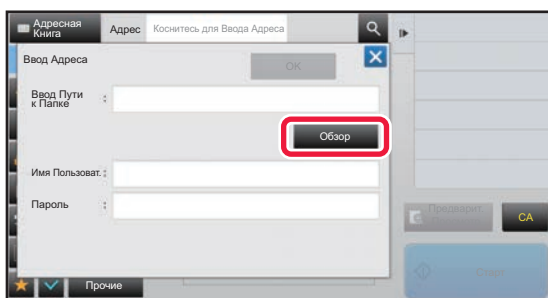 Адресная
Книга
Адрес
Коснитесь для Ввода Адреса
Ввод Адреса
OK
Ввод Пути
к Папке :
Обзор
Имя Пользоват. :
Пароль :
Предварит.
CA
Прочие